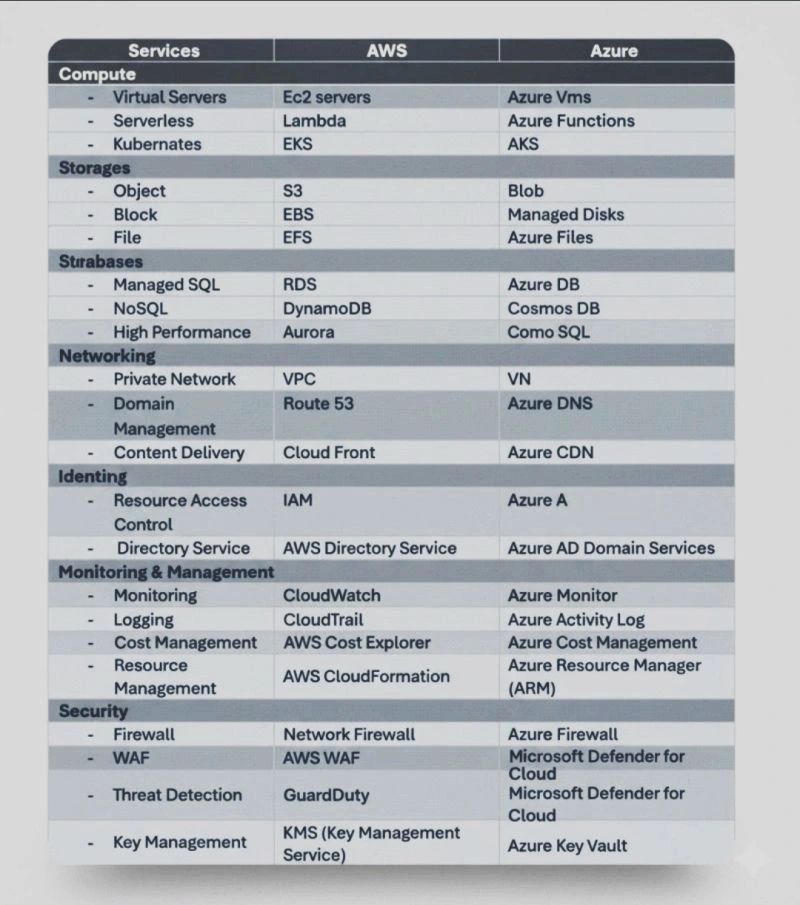 Services AWS Azure
Compute
- Virtual Servers Ec2 servers Azure Vms
- Serverless Lambda Azure Functions
- Kubernates EKS AKS
Storages
- Object S3 Blob
- Block EBS Managed Disks
- File EFS Azure Files
Sturabases
- Managed SQL RDS Azure DB
- NoSQL DynamoDB Cosmos DB
- High Performance Aurora Como SQL
Networking
- Private Network VPC VN
- Domain Route 53 Azure DNS
Management
- Content Delivery Cloud Front Azure CDN
Identing
- Resource Access IAM Azure A
Control
- Directory Service AWS Directory Service Azure AD Domain Services
Monitoring & Management
- Monitoring CloudWatch Azure Monitor
- Logging CloudTrail Azure Activity Log
- Cost Management AWS Cost Explorer Azure Cost Management
- Resource Management AWS CloudFormation Azure Resource Manager (ARM)
Security
- Firewall Network Firewall Azure Firewall
- WAF AWS WAF Microsoft Defender for
Cloud
- Threat Detection GuardDuty Microsoft Defender for
Cloud
- Key Management KMS (Key Management Service) Azure Key Vault